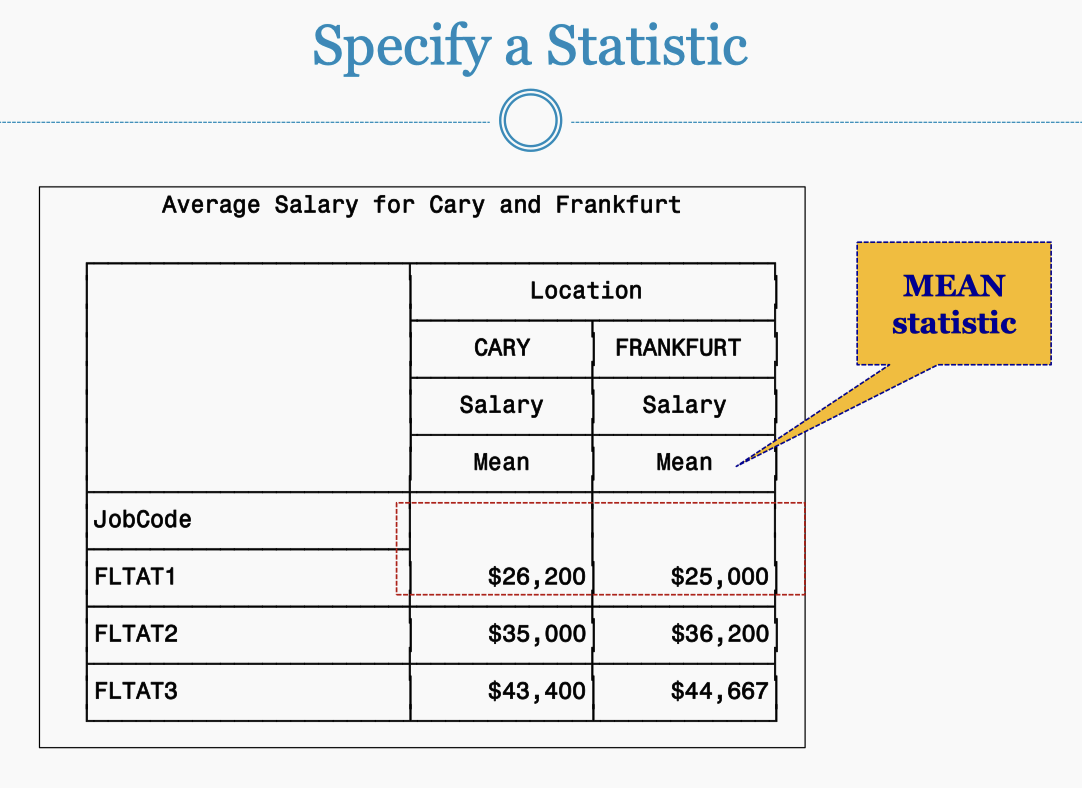 Specify a Statistic
Average Salary for Cary and Frankfurt
MEAN
statistic
Location
CARY FRANKFURT
Salary Salary
Mean Mean
JobCode
FLTAT1 $26,200 $25,000
FLTAT2 $35,000 $36,200
FLTAT3 $43,400 $44,667